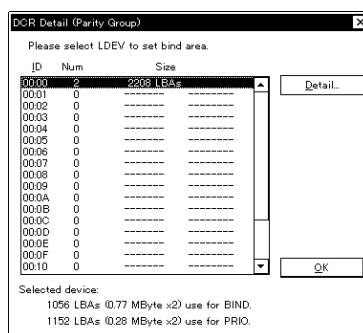 DCR Detail (Parity Group)
Please select LDEV to set bind area.
ID Num Size
00:00 2 2208 LBAs
00:01 0 ------- --------
00:02 0 ------- --------
00:03 0 ------- --------
00:04 0 ------- --------
00:05 0 ------- --------
00:06 0 ------- --------
00:07 0 ------- --------
00:08 0 ------- --------
00:09 0 ------- --------
00:0A 0 ------- --------
00:0B 0 ------- --------
00:0C 0 ------- --------
00:0D 0 ------- --------
00:0E 0 ------- --------
00:0F 0 ------- --------
00:10 0 ------- --------
Detail...
OK
Selected device:
1056 LBAs (0.77 MByte x2) use for BIND.
1152 LBAs (0.28 MByte x2) use for PRIO.